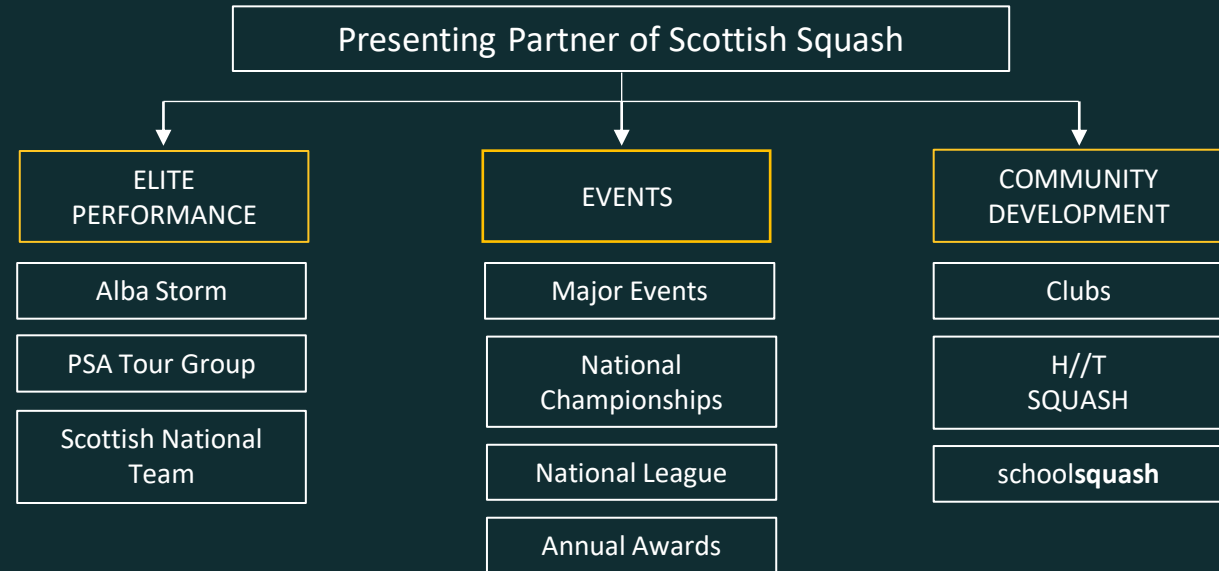 Presenting Partner of Scottish Squash
ELITE
PERFORMANCE
Alba Storm
PSA Tour Group
Scottish National
Team
EVENTS
Major Events
National
Championships
National League
Annual Awards
COMMUNITY
DEVELOPMENT
Clubs
H//T
SQUASH
schoolsquash